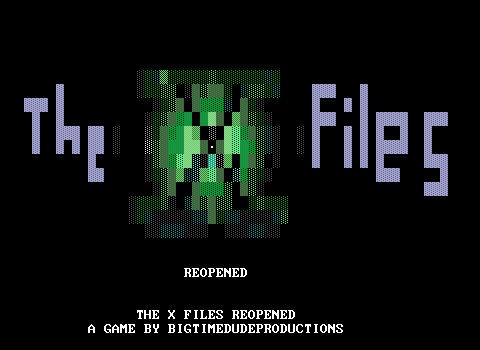 The Files
REOPENED
THE X FILES REOPENED
A GAME BY BIGTIMEDUDEPRODUCTIONS